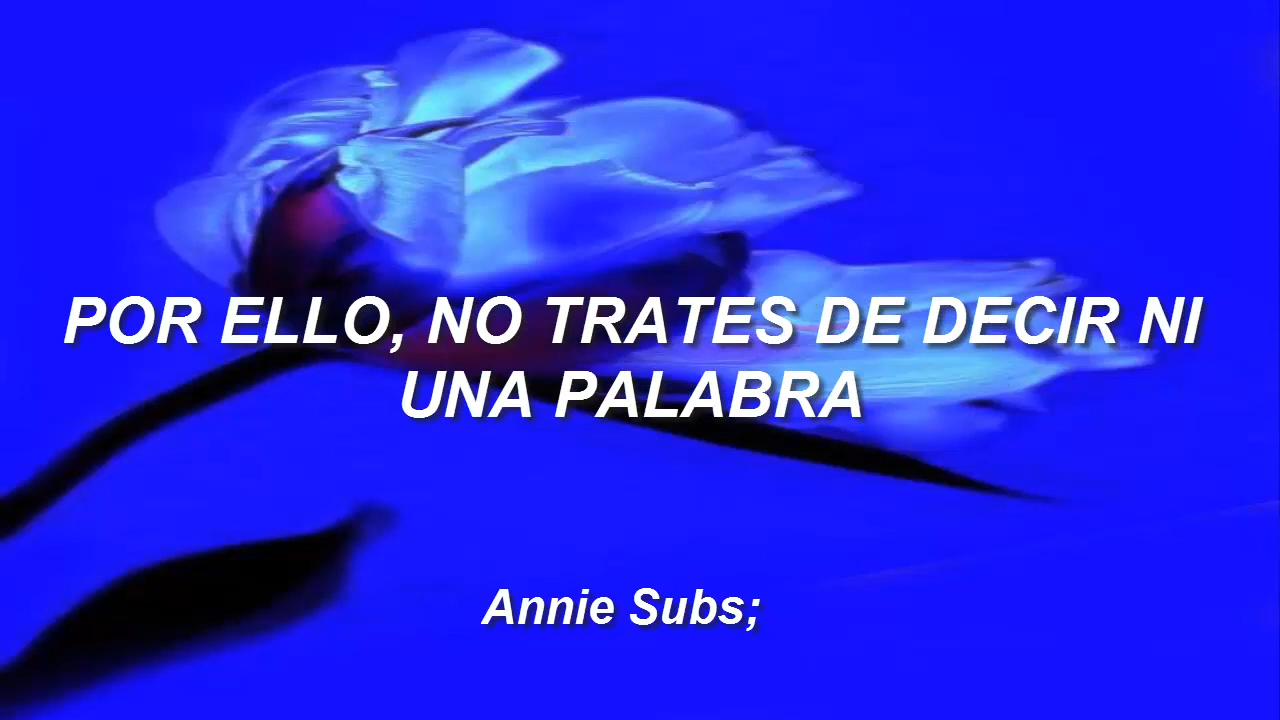 POR ELLO, NO TRATES DE DECIR NI
UNA PALABRA
Annie Subs;